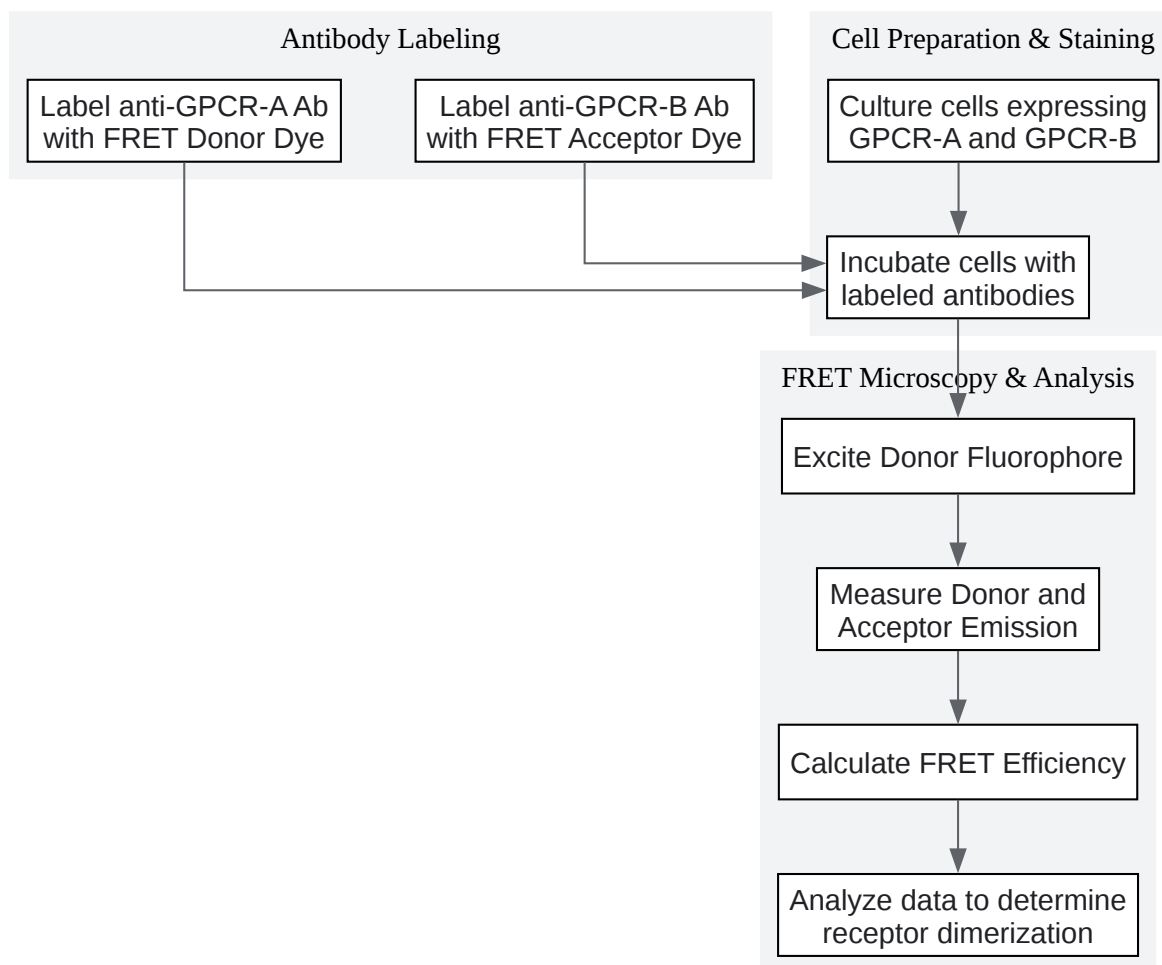 Antibody Labeling
Label anti-GPCR-A Ab
with FRET Donor Dye
Label anti-GPCR-B Ab
with FRET Acceptor Dye
Cell Preparation & Staining
Culture cells expressing
GPCR-A and GPCR-B
Incubate cells with
labeled antibodies
FRET Microscopy & Analysis
Excite Donor Fluorophore
Measure Donor and
Acceptor Emission
Calculate FRET Efficiency
Analyze data to determine
receptor dimerization